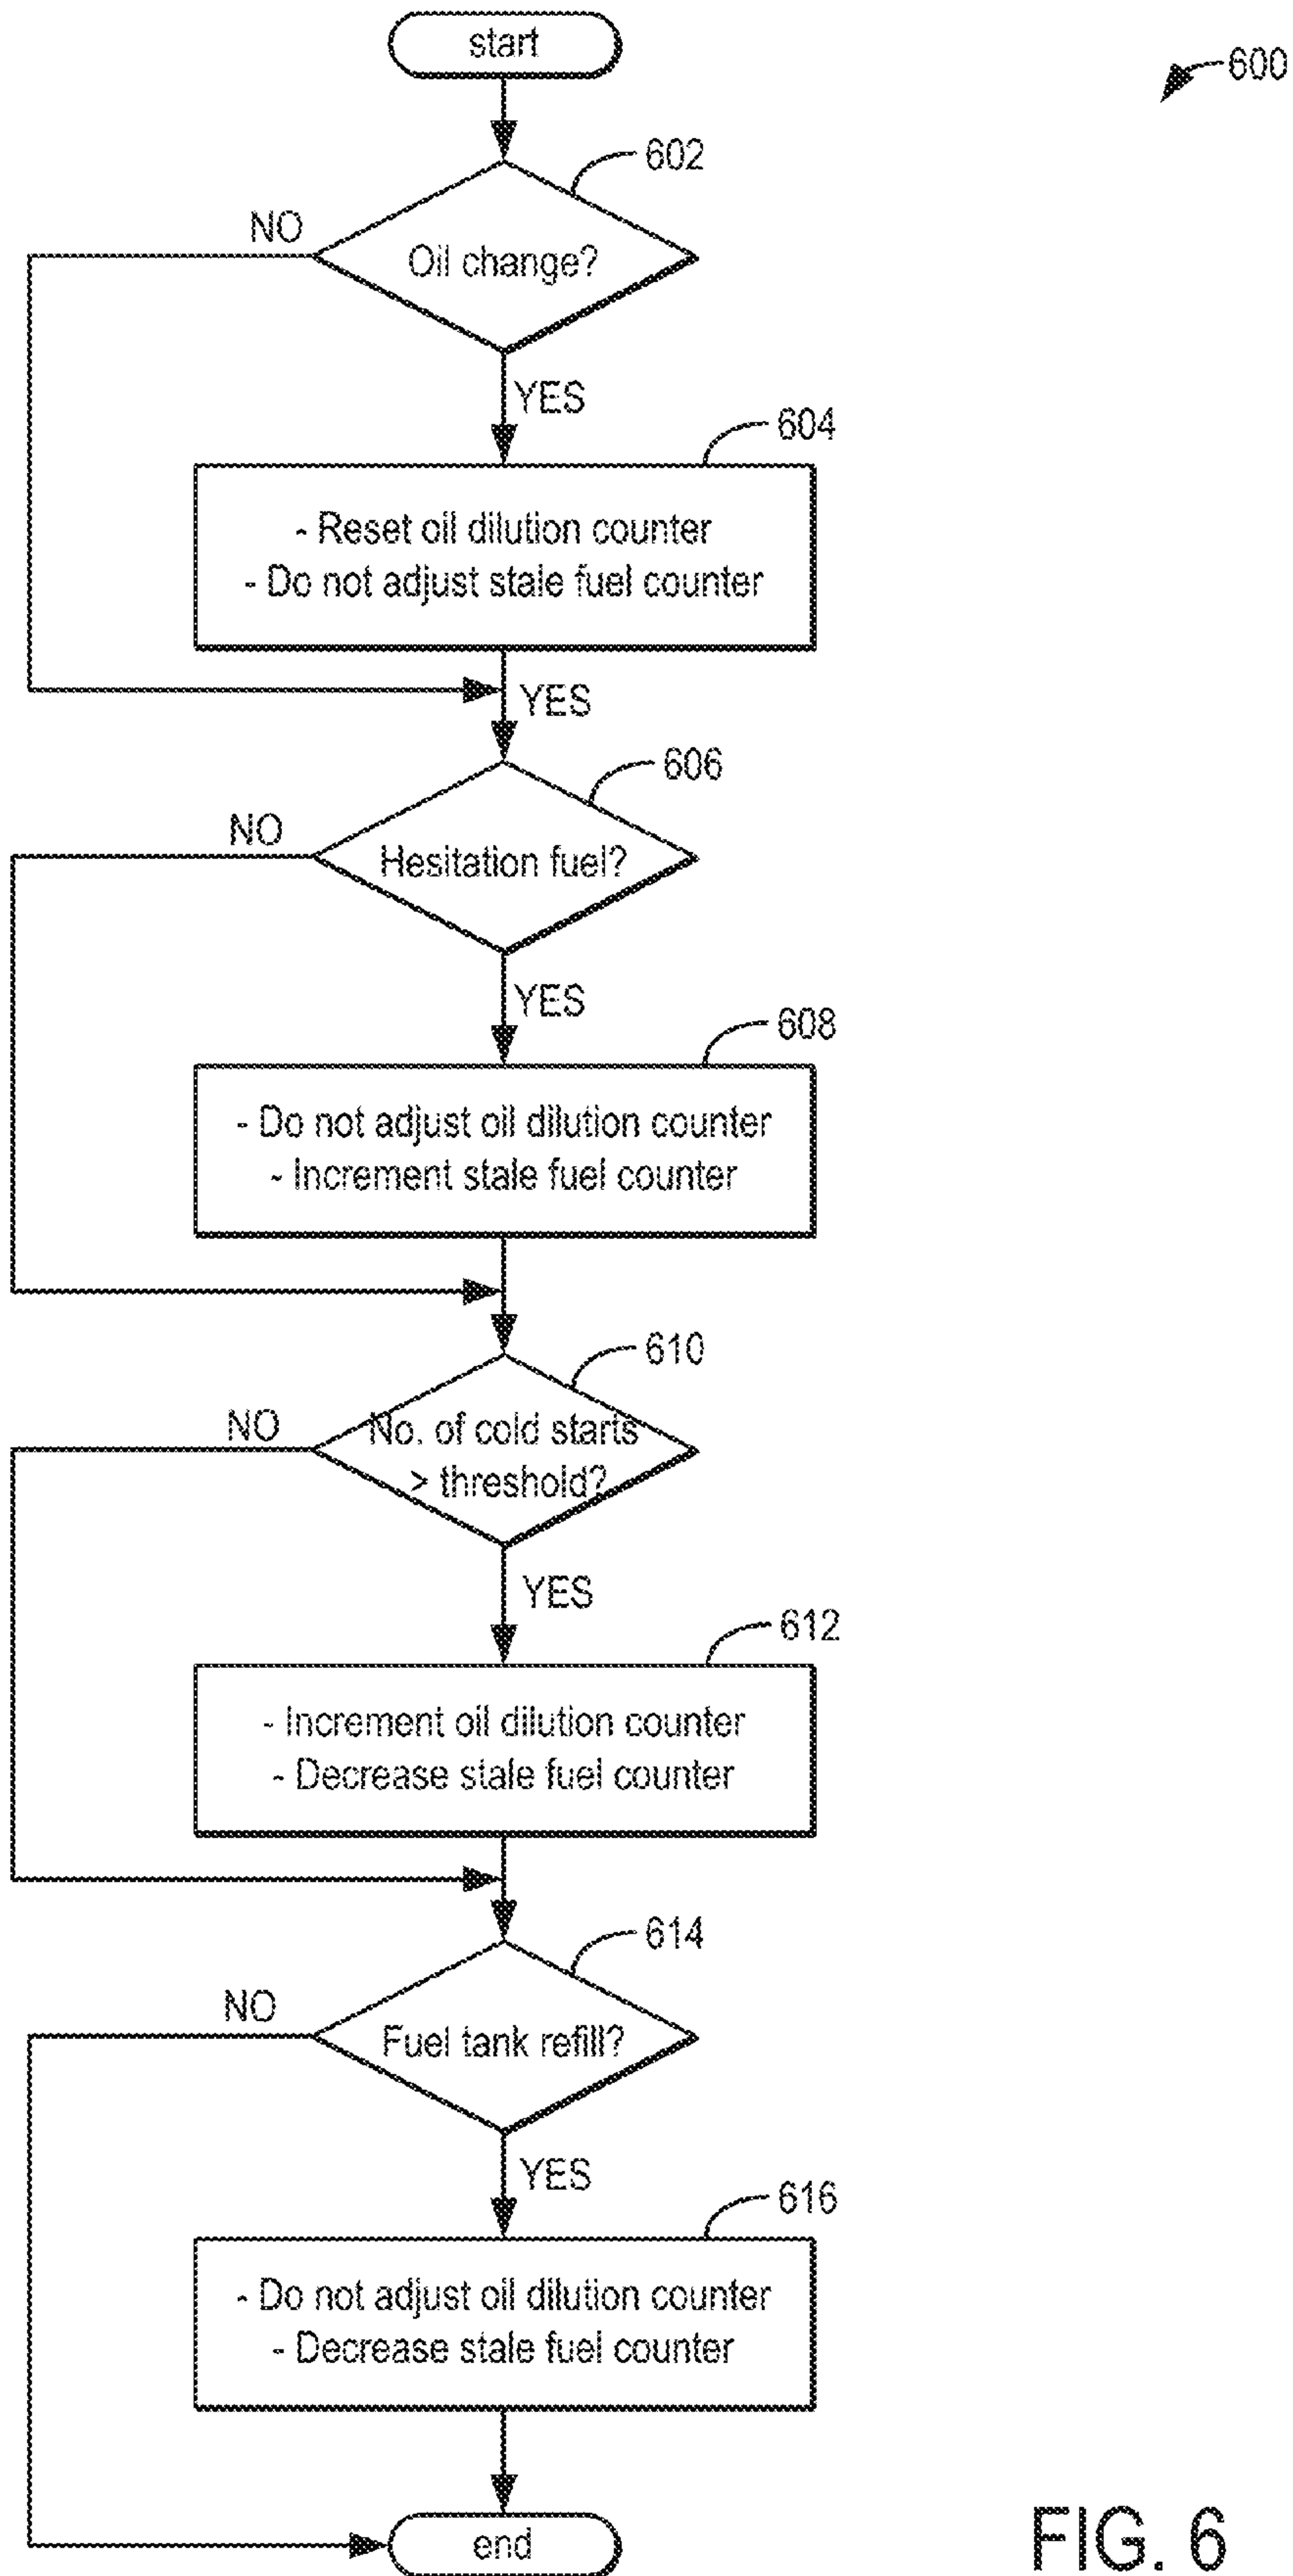 start
600
602
NO
Oil change?
YES
604
- Reset oil dilution counter
- Do not adjust stale fuel counter
YES
606
NO
Hesitation fuel?
YES
608
- Do not adjust oil dilution counter
- Increment stale fuel counter
610
NO
No. of cold starts
> threshold?
YES
612
- Increment oil dilution counter
- Decrease stale fuel counter
614
NO
Fuel tank refill?
YES
616
- Do not adjust oil dilution counter
- Decrease stale fuel counter
end
FIG. 6